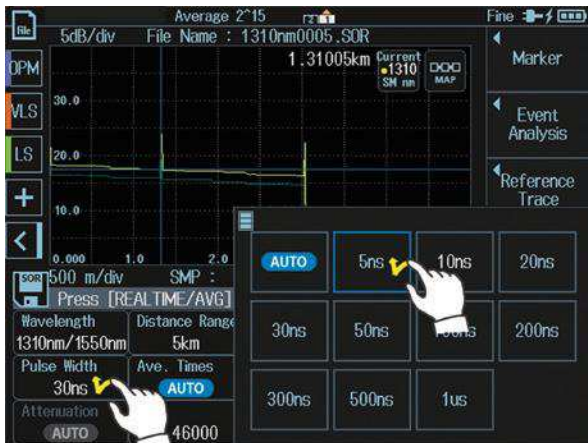 Average 2^15
Fine
File
5dB/div File Name : 1310nm0005.SOR
1.31005km
Current
1310
SM nm
MAP
Marker
OPM
30.0
VLS
Event
Analysis
LS
20.0
Reference
Trace
+
10.0
<
0.000 1.0 2.0
SOR
500 m/div SMP :
Press [REALTIME/AVG]
Wavelength
1310nm/1550nm
Distance Range
5km
Pulse Width
30ns
Ave. Times
AUTO
Attenuation
AUTO
46000
AUTO 5ns 10ns 20ns
30ns 50ns 200ns
300ns 500ns 1us